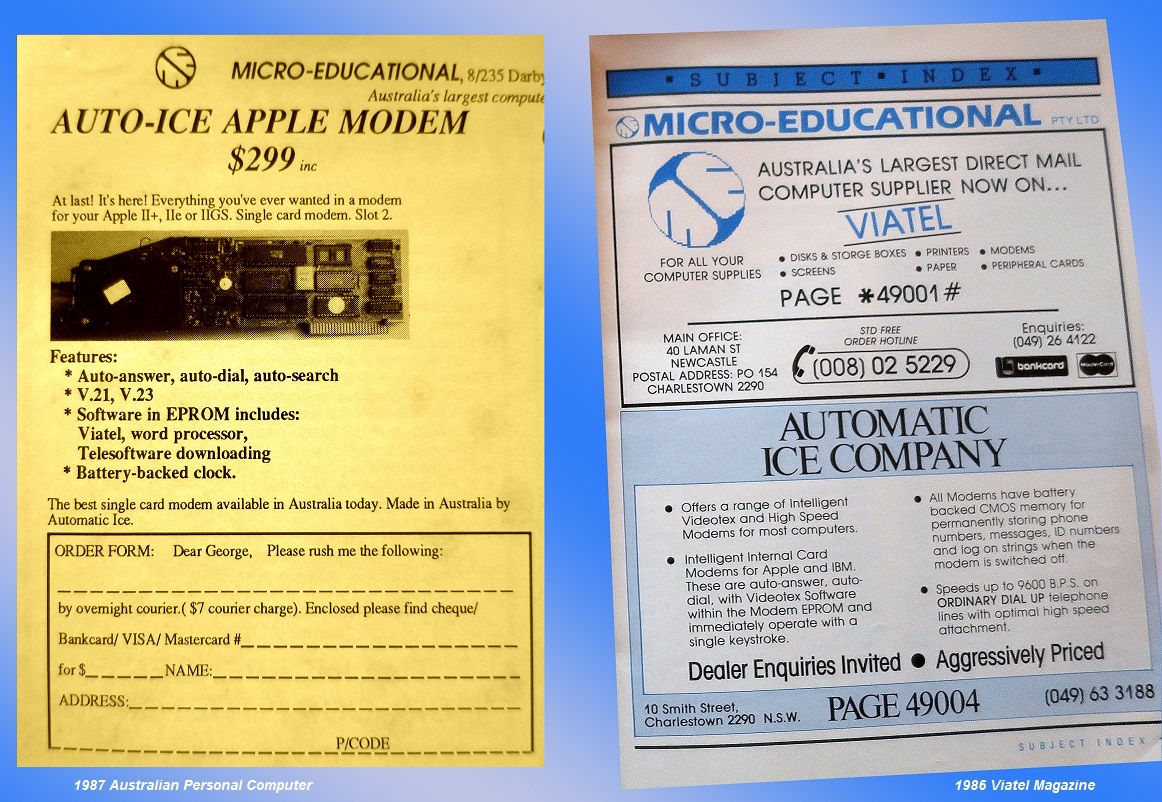 MICRO-EDUCATIONAL, 8/235 Darby
Australia's largest compute
AUTO-ICE APPLE MODEM
$299 inc
At last! It's here! Everything you've ever wanted in a modem
for your Apple II+, IIe or IIGS. Single card modem. Slot 2.
Features:
* Auto-answer, auto-dial, auto-search
* V.21, V.23
* Software in EPROM includes:
Viatel, word processor,
Telesoftware downloading
* Battery-backed clock.
The best single card modem available in Australia today. Made in Australia by
Automatic Ice.
ORDER FORM: Dear George, Please rush me the following:
by overnight courier.( $7 courier charge). Enclosed please find cheque/
Bankcard/ VISA/ Mastercard #
for $ NAME:
ADDRESS:
P/CODE
1987 Australian Personal Computer
SUBJECT INDEX
MICRO-EDUCATIONAL PTY LTD
AUSTRALIA'S LARGEST DIRECT MAIL
COMPUTER SUPPLIER NOW ON...
VIATEL
FOR ALL YOUR
COMPUTER SUPPLIES
• DISKS & STORGE BOXES • PRINTERS • MODEMS
• SCREENS • PAPER • PERIPHERAL CARDS
PAGE *49001#
MAIN OFFICE:
40 LAMAN ST
NEWCASTLE
POSTAL ADDRESS: PO 154
CHARLESTOWN 2290
STD FREE
ORDER HOTLINE
(008) 02 5229
Enquiries:
(049) 26 4122
bankcard
MasterCard
AUTOMATIC
ICE COMPANY
• Offers a range of Intelligent
Videotex and High Speed
Modems for most computers.
• Intelligent Internal Card
Modems for Apple and IBM.
These are auto-answer, auto-
dial, with Videotex Software
within the Modem EPROM and
immediately operate with a
single keystroke.
• All Modems have battery
backed CMOS memory for
permanently storing phone
numbers, messages, ID numbers
and log on strings when the
modem is switched off.
• Speeds up to 9600 B.P.S. on
ORDINARY DIAL UP telephone
lines with optimal high speed
attachment.
Dealer Enquiries Invited • Aggressively Priced
10 Smith Street,
Charlestown 2290 N.S.W.
PAGE 49004
(049) 63 3188
SUBJECT INDEX
1986 Viatel Magazine